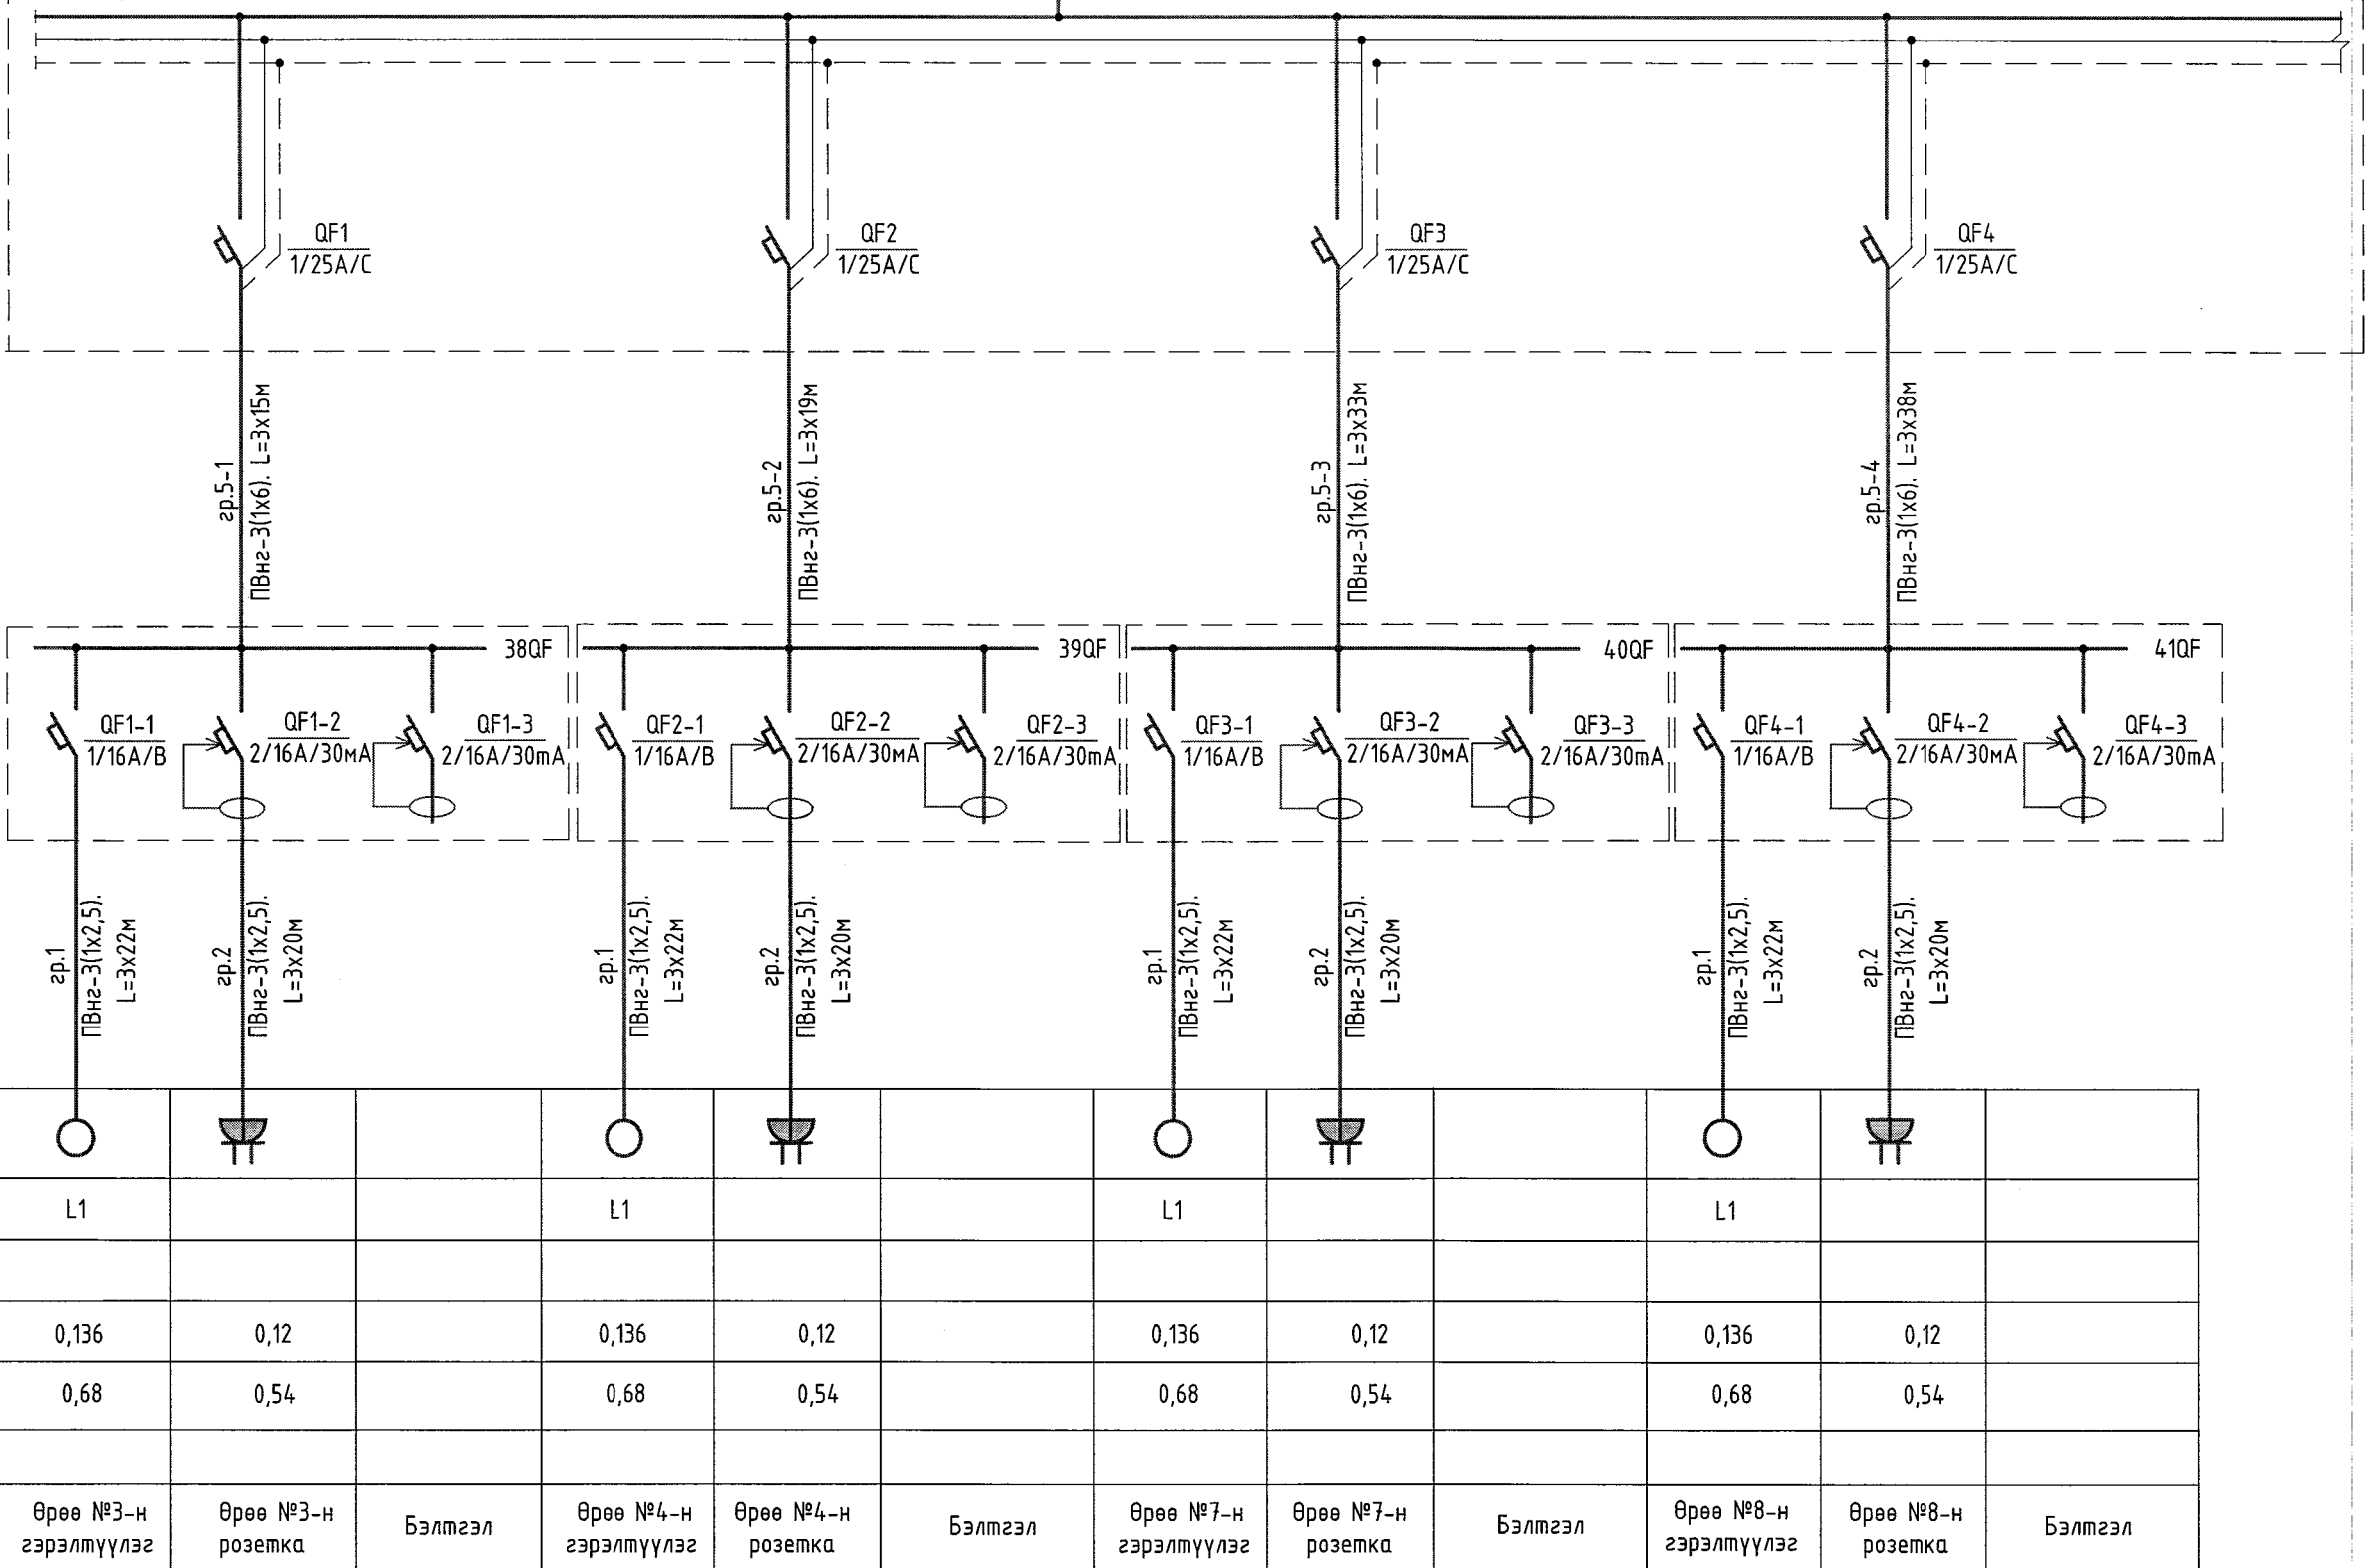 QF1
1/25A/C
QF2
1/25A/C
QF3
1/25A/C
QF4
1/25A/C
гр.5-1
ПВнг-3(1х6). L=3х15м
гр.5-2
ПВнг-3(1х6). L=3х19м
гр.5-3
ПВнг-3(1х6). L=3х33м
гр.5-4
ПВнг-3(1х6). L=3х38м
38QF
39QF
40QF
41QF
QF1-1
1/16A/B
QF1-2
2/16A/30мА
QF1-3
2/16A/30mA
QF2-1
1/16A/B
QF2-2
2/16A/30мА
QF2-3
2/16A/30mA
QF3-1
1/16A/B
QF3-2
2/16A/30мА
QF3-3
2/16A/30mA
QF4-1
1/16A/B
QF4-2
2/16A/30мА
QF4-3
2/16A/30mA
гр.1
ПВнг-3(1х2,5).
L=3х22м
гр.2
ПВнг-3(1х2,5).
L=3х20м
гр.1
ПВнг-3(1х2,5).
L=3х22м
гр.2
ПВнг-3(1х2,5).
L=3х20м
гр.1
ПВнг-3(1х2,5).
L=3х22м
гр.2
ПВнг-3(1х2,5).
L=3х20м
гр.1
ПВнг-3(1х2,5).
L=3х22м
гр.2
ПВнг-3(1х2,5).
L=3х20м
L1 L1 L1 L1
0,136 0,12 0,136 0,12 0,136 0,12 0,136 0,12
0,68 0,54 0,68 0,54 0,68 0,54 0,68 0,54
Өрөө №3-н
гэрэлтүүлэг
Өрөө №3-н
розетка
Бэлтгэл
Өрөө №4-н
гэрэлтүүлэг
Өрөө №4-н
розетка
Бэлтгэл
Өрөө №7-н
гэрэлтүүлэг
Өрөө №7-н
розетка
Бэлтгэл
Өрөө №8-н
гэрэлтүүлэг
Өрөө №8-н
розетка
Бэлтгэл